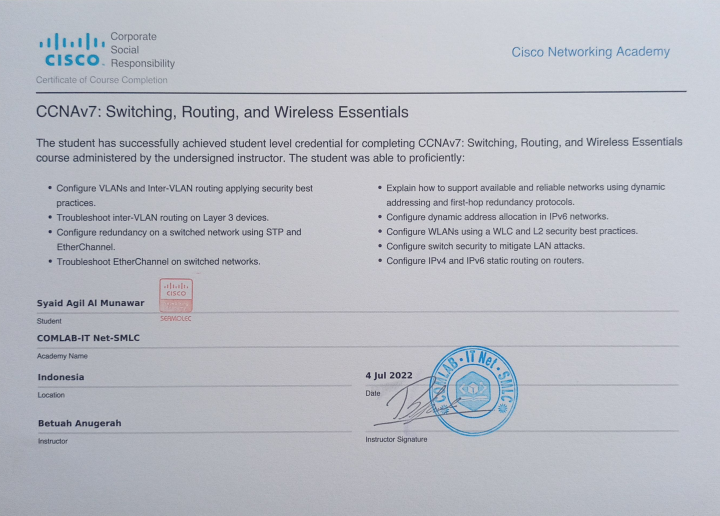 Corporate
Social
Responsibility
CISCO.
Cisco Networking Academy
Certificate of Course Completion
CCNAv7: Switching, Routing, and Wireless Essentials
The student has successfully achieved student level credential for completing CCNAv7: Switching, Routing, and Wireless Essentials
course administered by the undersigned instructor. The student was able to proficiently:
• Configure VLANs and Inter-VLAN routing applying security best
practices.
• Troubleshoot inter-VLAN routing on Layer 3 devices.
• Configure redundancy on a switched network using STP and
EtherChannel.
• Troubleshoot EtherChannel on switched networks.
• Explain how to support available and reliable networks using dynamic
addressing and first-hop redundancy protocols.
• Configure dynamic address allocation in IPv6 networks.
• Configure WLANs using a WLC and L2 security best practices.
• Configure switch security to mitigate LAN attacks.
• Configure IPv4 and IPv6 static routing on routers.
CISCO
SERMOLEC
Syaid Agil Al Munawar
Student
COMLAB-IT Net-SMLC
Academy Name
Indonesia
Location
4 Jul 2022
Date
COMLAB • IT Net • SMLC
Betuah Anugerah
Instructor
Instructor Signature